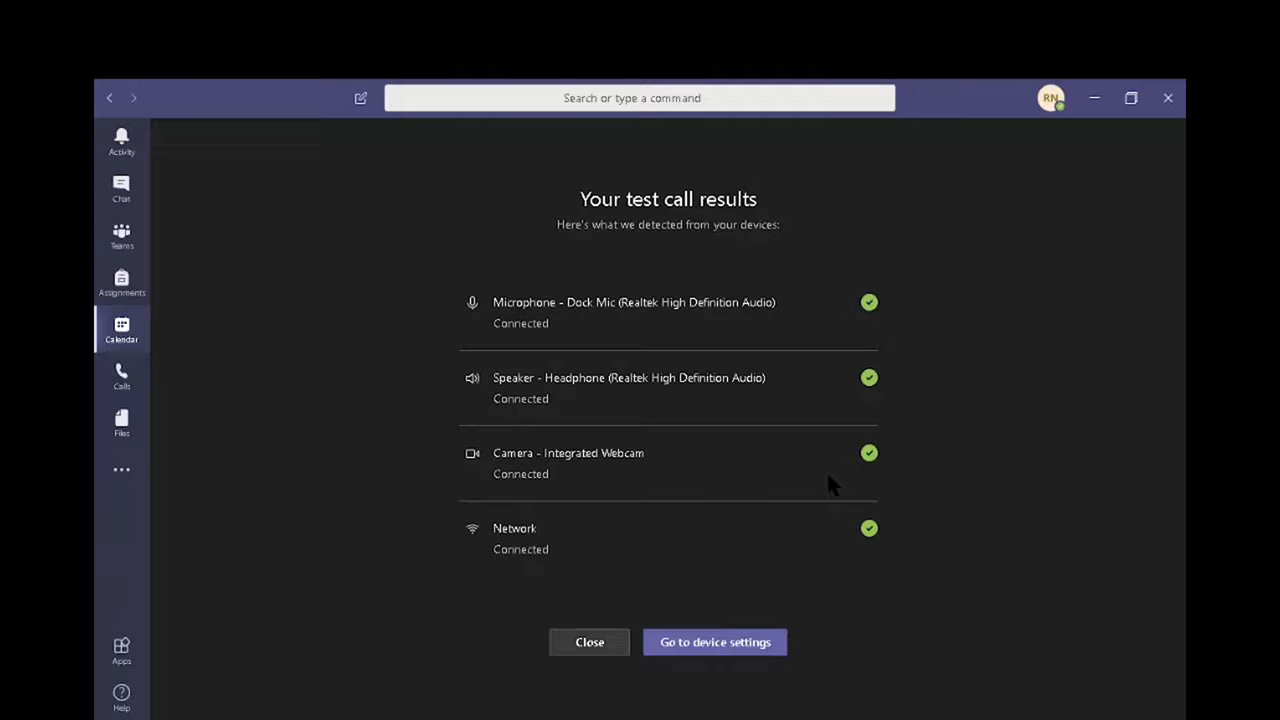 Search or type a command
RN
Activity
Chat
Teams
Assignments
Calendar
Calls
Files
Apps
Help
Your test call results
Here's what we detected from your devices:
Microphone - Dock Mic (Realtek High Definition Audio)
Connected
Speaker - Headphone (Realtek High Definition Audio)
Connected
Camera - Integrated Webcam
Connected
Network
Connected
Close
Go to device settings